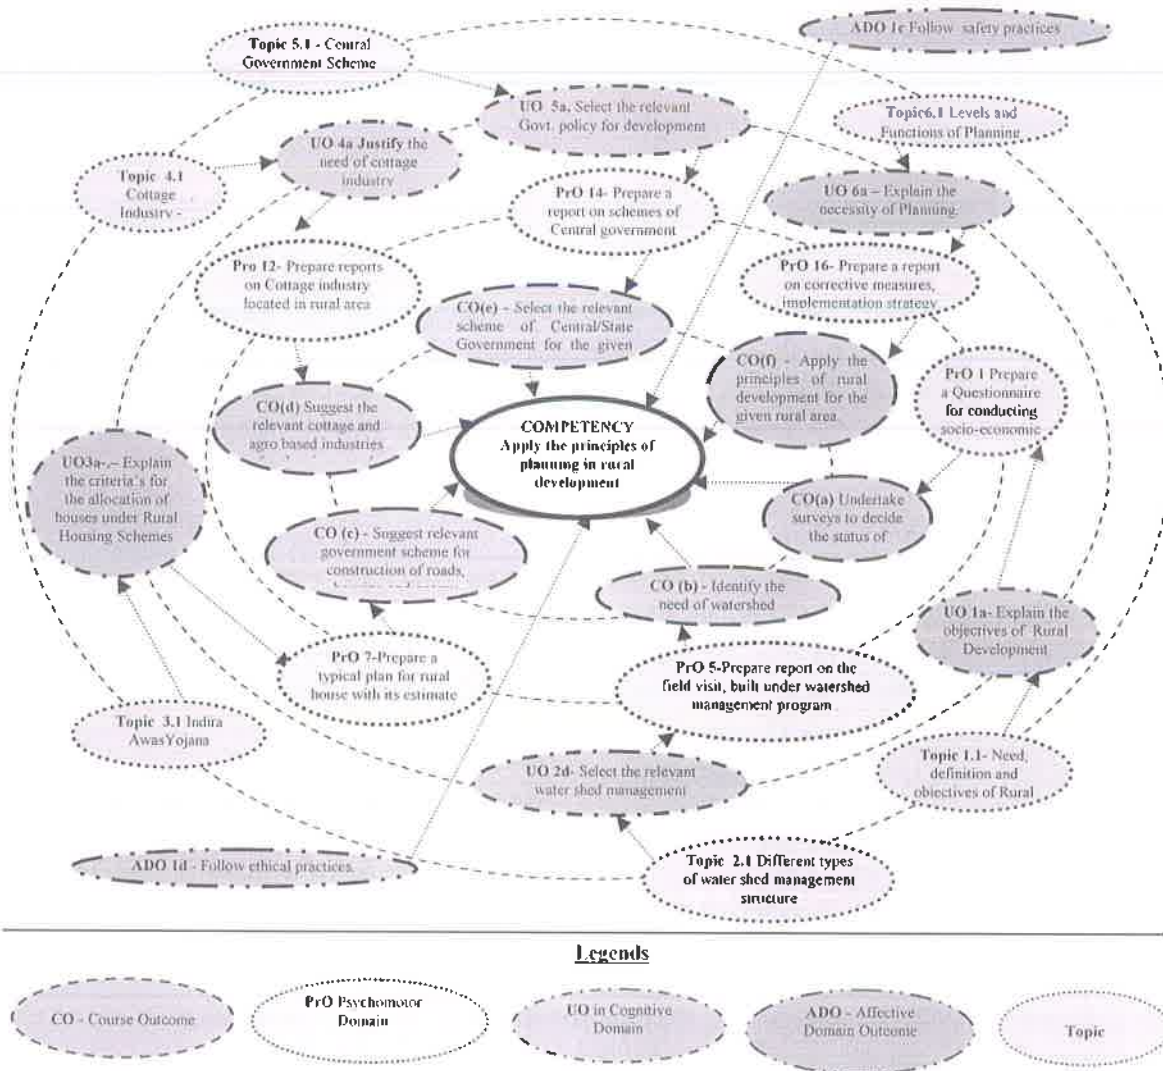 ADO 1c Follow safety practices
Topic 5.1 - Central
Government Scheme
UO 5a. Select the relevant
Govt. policy for development
Topic6.1 Levels and
Functions of Planning
UO 4a Justify the
need of cottage
industry
Topic 4.1
Cottage
Industry -
PrO 14- Prepare a
report on schemes of
Central government
UO 6a – Explain the
necessity of Planning.
Pro 12- Prepare reports
on Cottage industry
located in rural area
PrO 16- Prepare a report
on corrective measures,
implementation strategy
CO(e) - Select the relevant
scheme of Central/State
Government for the given
CO(f) - Apply the
principles of rural
development for the
given rural area.
PrO 1 Prepare
a Questionnaire
for conducting
socio-economic
CO(d) Suggest the
relevant cottage and
agro based industries
COMPETENCY
Apply the principles of
planning in rural
development
UO3a-.– Explain
the criteria's for
the allocation of
houses under Rural
Housing Schemes
CO(a) Undertake
surveys to decide
the status of
CO (c) - Suggest relevant
government scheme for
construction of roads,
CO (b) - Identify the
need of watershed
UO 1a- Explain the
objectives of Rural
Development
PrO 7-Prepare a
typical plan for rural
house with its estimate
PrO 5-Prepare report on the
field visit, built under watershed
management program
Topic 3.1 Indira
AwasYojana
UO 2d- Select the relevant
water shed management
Topic 1.1- Need,
definition and
objectives of Rural
ADO 1d - Follow ethical practices.
Topic 2.1 Different types
of water shed management
structure
Legends
CO - Course Outcome
PrO Psychomotor
Domain
UO in Cognitive
Domain
ADO - Affective
Domain Outcome
Topic